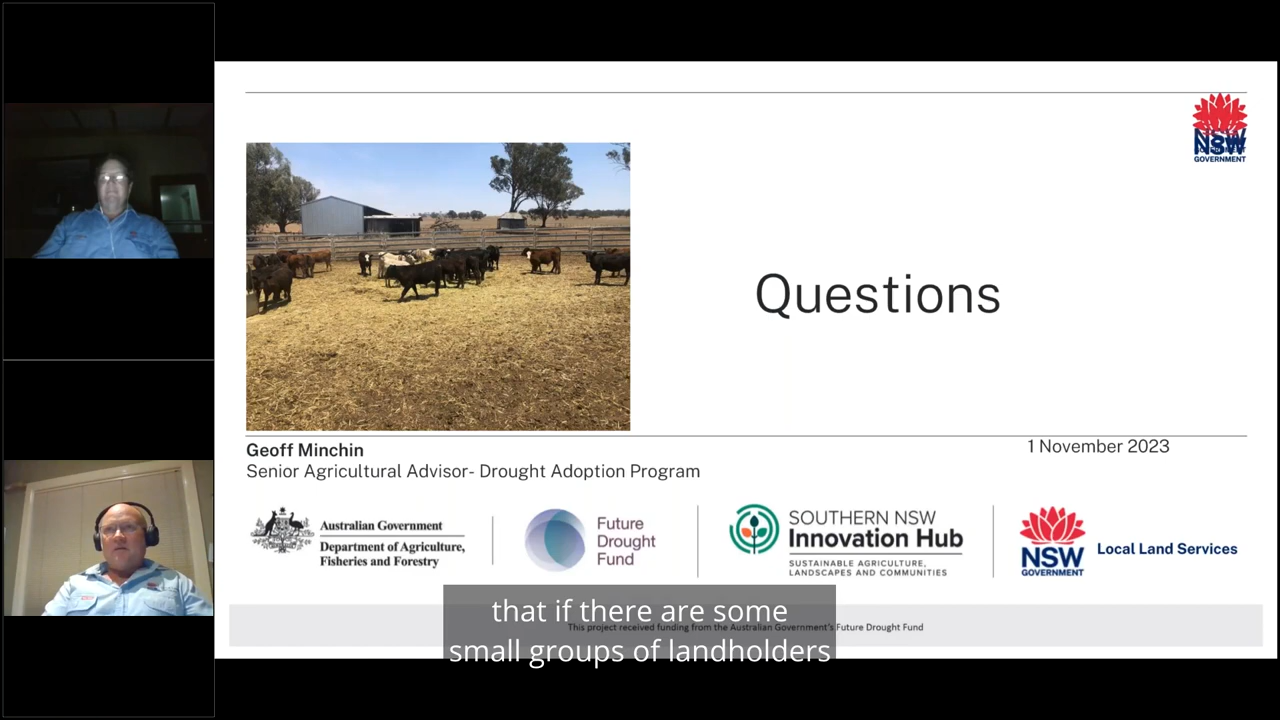 NSW
GOVERNMENT
Questions
Geoff Minchin
Senior Agricultural Advisor- Drought Adoption Program
1 November 2023
Australian Government
Department of Agriculture,
Fisheries and Forestry
Future
Drought
Fund
SOUTHERN NSW
Innovation Hub
SUSTAINABLE AGRICULTURE,
LANDSCAPES AND COMMUNITIES
NSW
GOVERNMENT
Local Land Services
This project received funding from the Australian Government's Future Drought Fund
that if there are some
small groups of landholders